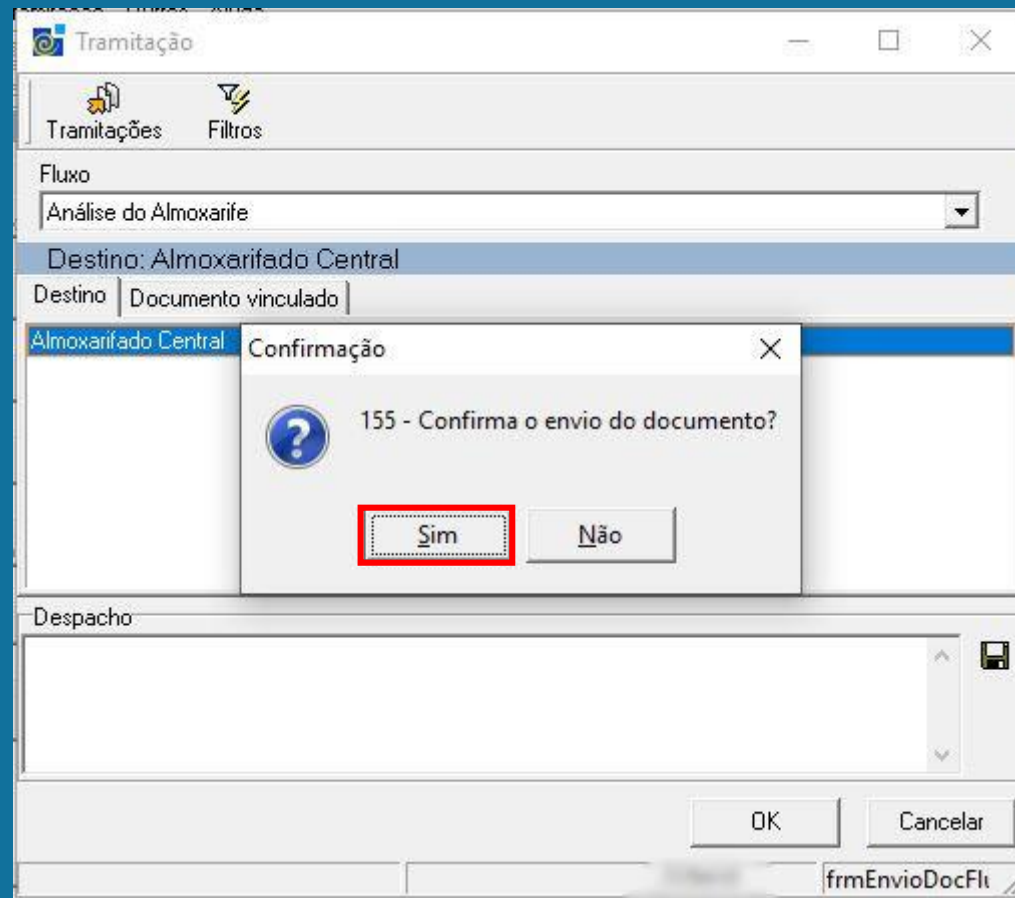 Tramitação
Tramitações Filtros
Fluxo
Análise do Almoxarife
Destino: Almoxarifado Central
Destino Documento vinculado
Almoxarifado Central
Confirmação
155 - Confirma o envio do documento?
Sim Não
Despacho
OK Cancelar
frmEnvioDocFlu